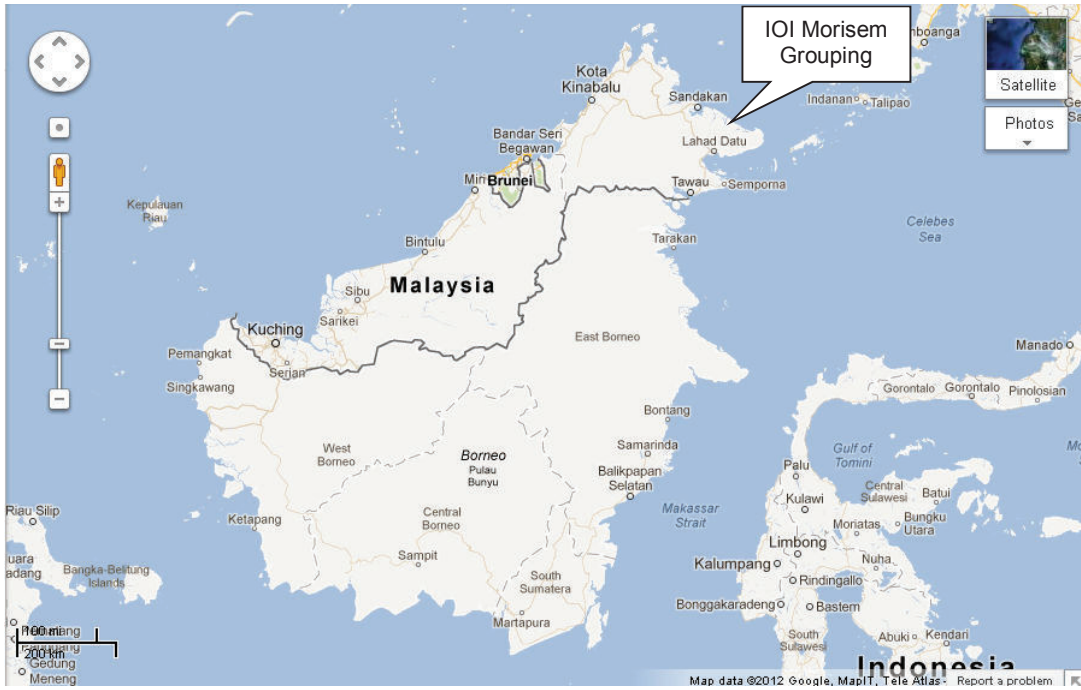 IOI Morisem
Grouping
Satellite
Photos
Kota
Kinabalu
Sandakan
Indanan
Talipao
Bandar Seri
Begawan
Lahad Datu
Brunei
Tawau
Semporna
Kepulauan
Riau
Celebes
Sea
Bintulu
Tarakan
Malaysia
Sibu
Sarikei
Kuching
Pemangkat
Serian
Singkawang
East Borneo
Manado
Gorontalo
Gorontalo
Pinolosian
Bontang
West
Borneo
Borneo
Pulau
Bunyu
Samarinda
Balikpapan
Selatan
Gulf of
Tomini
Palu
Central
Sulawesi
Batui
Kulawi
Riau Silip
Ketapang
Central
Borneo
Makassar
Strait
Moriatas
Bungku
Utara
Limbong
Sampit
Kalumpang
Nuha
Bangka-Belitung
Islands
South
Sumatera
Rindingallo
Bonggakaradeng
Bastem
Martapura
South
Sulawesi
Abuki
Kendari
100 mi
200 km
Gedung
Meneng
Indonesia
Map data ©2012 Google, MapIT, Tele Atlas - Report a problem